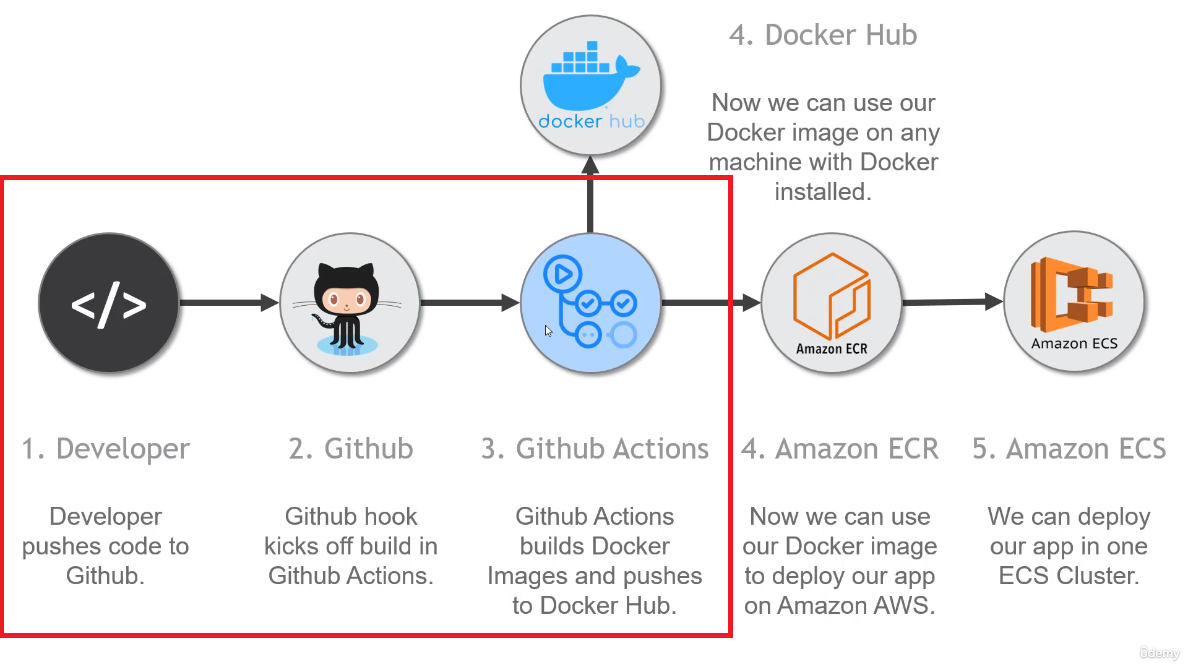 4. Docker Hub
docker hub
Now we can use our
Docker image on any
machine with Docker
installed.
</>
Amazon ECR
Amazon ECS
1. Developer
Developer
pushes code to
Github.
2. Github
Github hook
kicks off build in
Github Actions.
3. Github Actions
Github Actions
builds Docker
Images and pushes
to Docker Hub.
4. Amazon ECR
Now we can use
our Docker image
to deploy our app
on Amazon AWS.
5. Amazon ECS
We can deploy
our app in one
ECS Cluster.
ûdemy